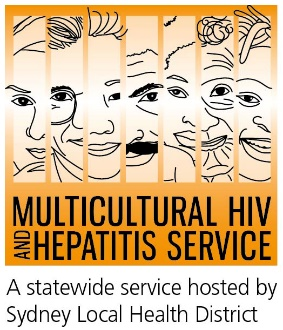 MULTICULTURAL HIV
AND HEPATITIS SERVICE
A statewide service hosted by
Sydney Local Health District